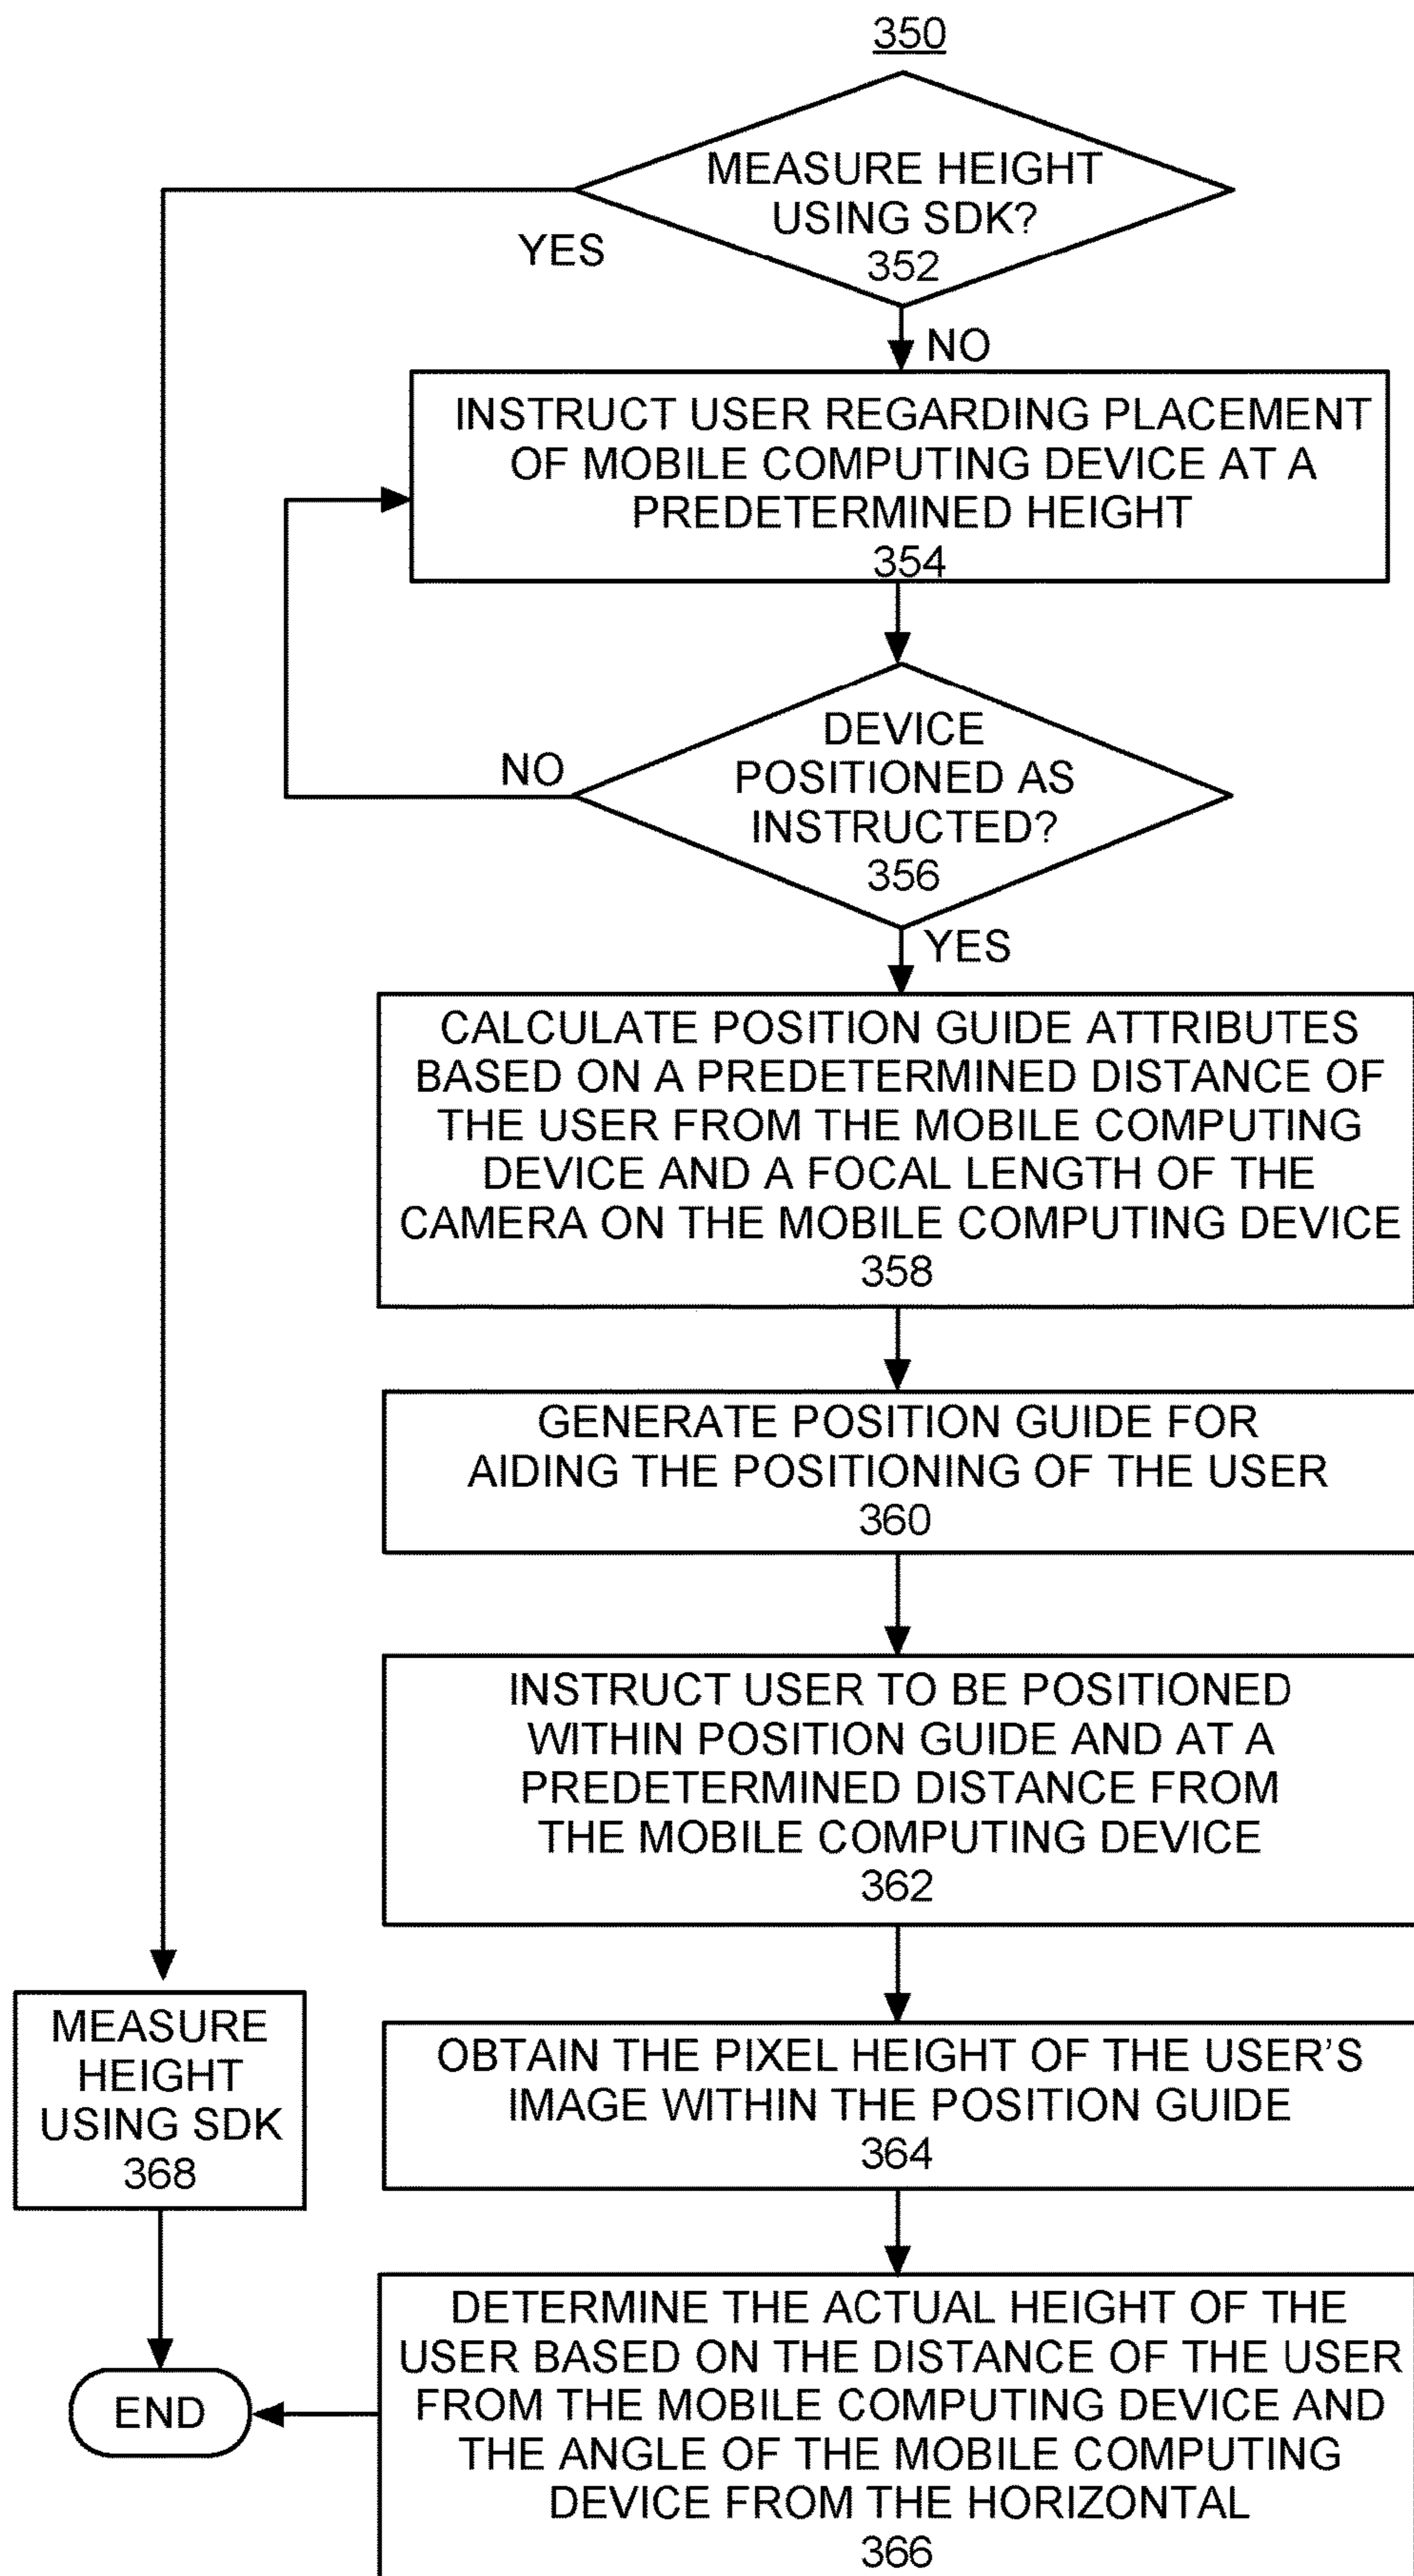 350
MEASURE HEIGHT
USING SDK?
352
YES
NO
INSTRUCT USER REGARDING PLACEMENT
OF MOBILE COMPUTING DEVICE AT A
PREDETERMINED HEIGHT
354
DEVICE
POSITIONED AS
INSTRUCTED?
356
NO
YES
CALCULATE POSITION GUIDE ATTRIBUTES
BASED ON A PREDETERMINED DISTANCE OF
THE USER FROM THE MOBILE COMPUTING
DEVICE AND A FOCAL LENGTH OF THE
CAMERA ON THE MOBILE COMPUTING DEVICE
358
GENERATE POSITION GUIDE FOR
AIDING THE POSITIONING OF THE USER
360
INSTRUCT USER TO BE POSITIONED
WITHIN POSITION GUIDE AND AT A
PREDETERMINED DISTANCE FROM
THE MOBILE COMPUTING DEVICE
362
OBTAIN THE PIXEL HEIGHT OF THE USER'S
IMAGE WITHIN THE POSITION GUIDE
364
DETERMINE THE ACTUAL HEIGHT OF THE
USER BASED ON THE DISTANCE OF THE USER
FROM THE MOBILE COMPUTING DEVICE AND
THE ANGLE OF THE MOBILE COMPUTING
DEVICE FROM THE HORIZONTAL
366
MEASURE
HEIGHT
USING SDK
368
END